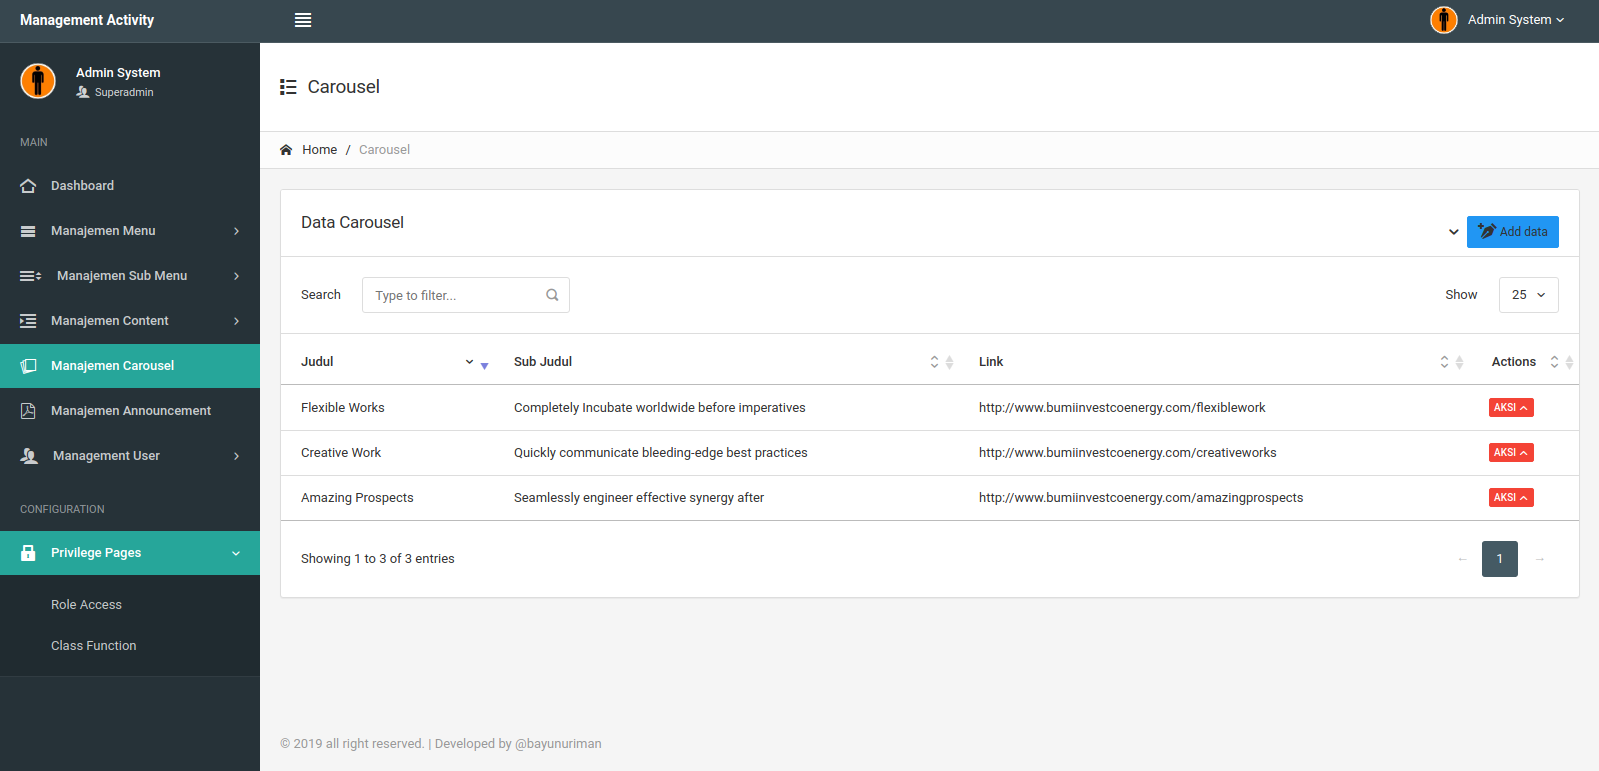 Management Activity
Admin System
Admin System
Superadmin
MAIN
Dashboard
Manajemen Menu
Manajemen Sub Menu
Manajemen Content
Manajemen Carousel
Manajemen Announcement
Management User
CONFIGURATION
Privilege Pages
Role Access
Class Function
Carousel
Home / Carousel
Data Carousel
Add data
Search Type to filter... Show 25
Judul Sub Judul Link Actions
Flexible Works Completely Incubate worldwide before imperatives http://www.bumiinvestcoenergy.com/flexiblework AKSI
Creative Work Quickly communicate bleeding-edge best practices http://www.bumiinvestcoenergy.com/creativeworks AKSI
Amazing Prospects Seamlessly engineer effective synergy after http://www.bumiinvestcoenergy.com/amazingprospects AKSI
Showing 1 to 3 of 3 entries ← 1 →
© 2019 all right reserved. | Developed by @bayunuriman